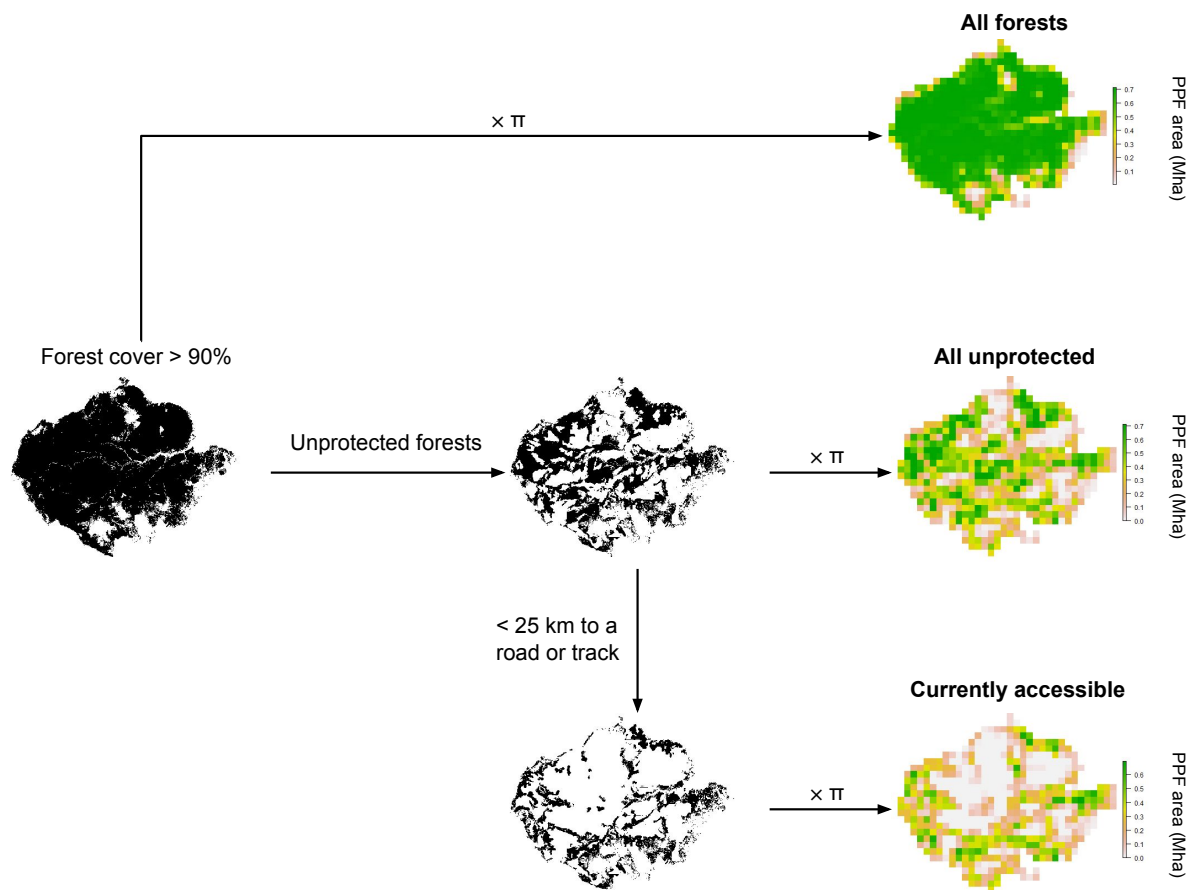 All forests
0.7
0.6
0.5
0.4
0.3
0.2
0.1
PPF area (Mha)
× π
Forest cover > 90%
Unprotected forests
× π
All unprotected
0.7
0.6
0.5
0.4
0.3
0.2
0.1
0.0
PPF area (Mha)
< 25 km to a
road or track
× π
Currently accessible
0.6
0.5
0.4
0.3
0.2
0.1
0.0
PPF area (Mha)